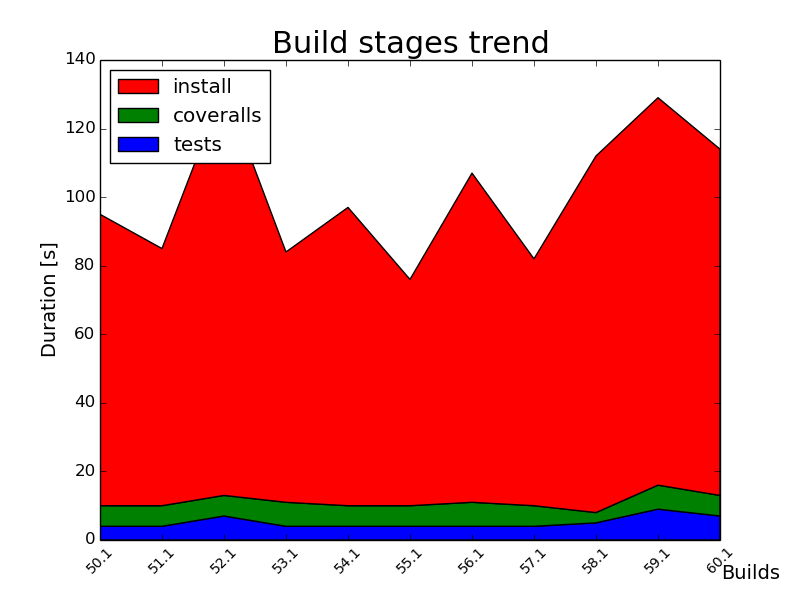 Build stages trend
140
120
100
80
60
40
20
0
install
coveralls
tests
Duration [s]
50.1 51.1 52.1 53.1 54.1 55.1 56.1 57.1 58.1 59.1 60.1
Builds